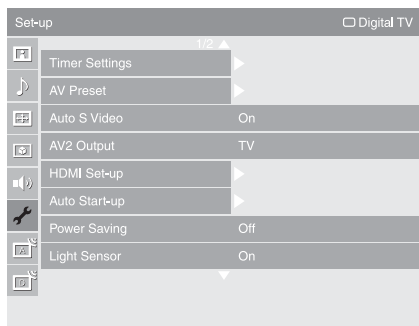 Set-up Digital TV
1/2
Timer Settings
AV Preset
Auto S Video On
AV2 Output TV
HDMI Set-up
Auto Start-up
Power Saving Off
Light Sensor On
A